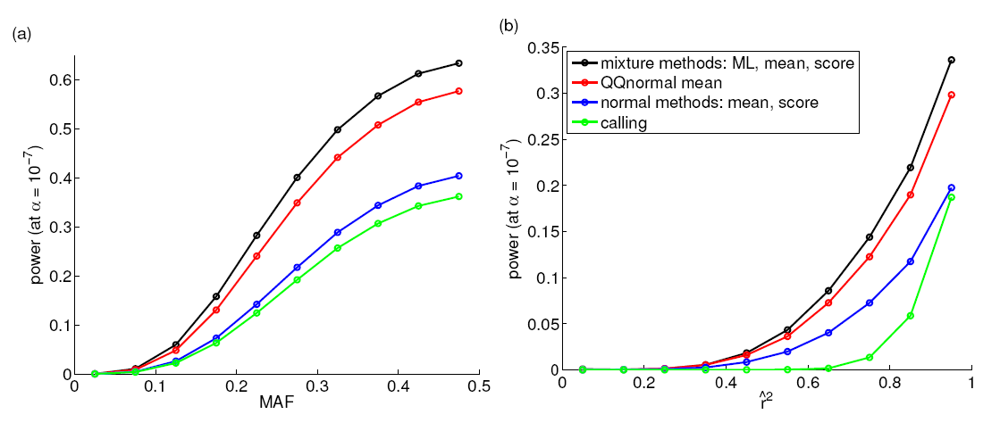 (a)
0.6
0.5
0.4
0.3
0.2
0.1
0
power (at α = 10⁻⁷)
0 0.1 0.2 0.3 0.4 0.5
MAF
(b)
0.35
0.3
0.25
0.2
0.15
0.1
0.05
0
power (at α = 10⁻⁷)
mixture methods: ML, mean, score
QQnormal mean
normal methods: mean, score
calling
0 0.2 0.4 0.6 0.8 1
r̂²